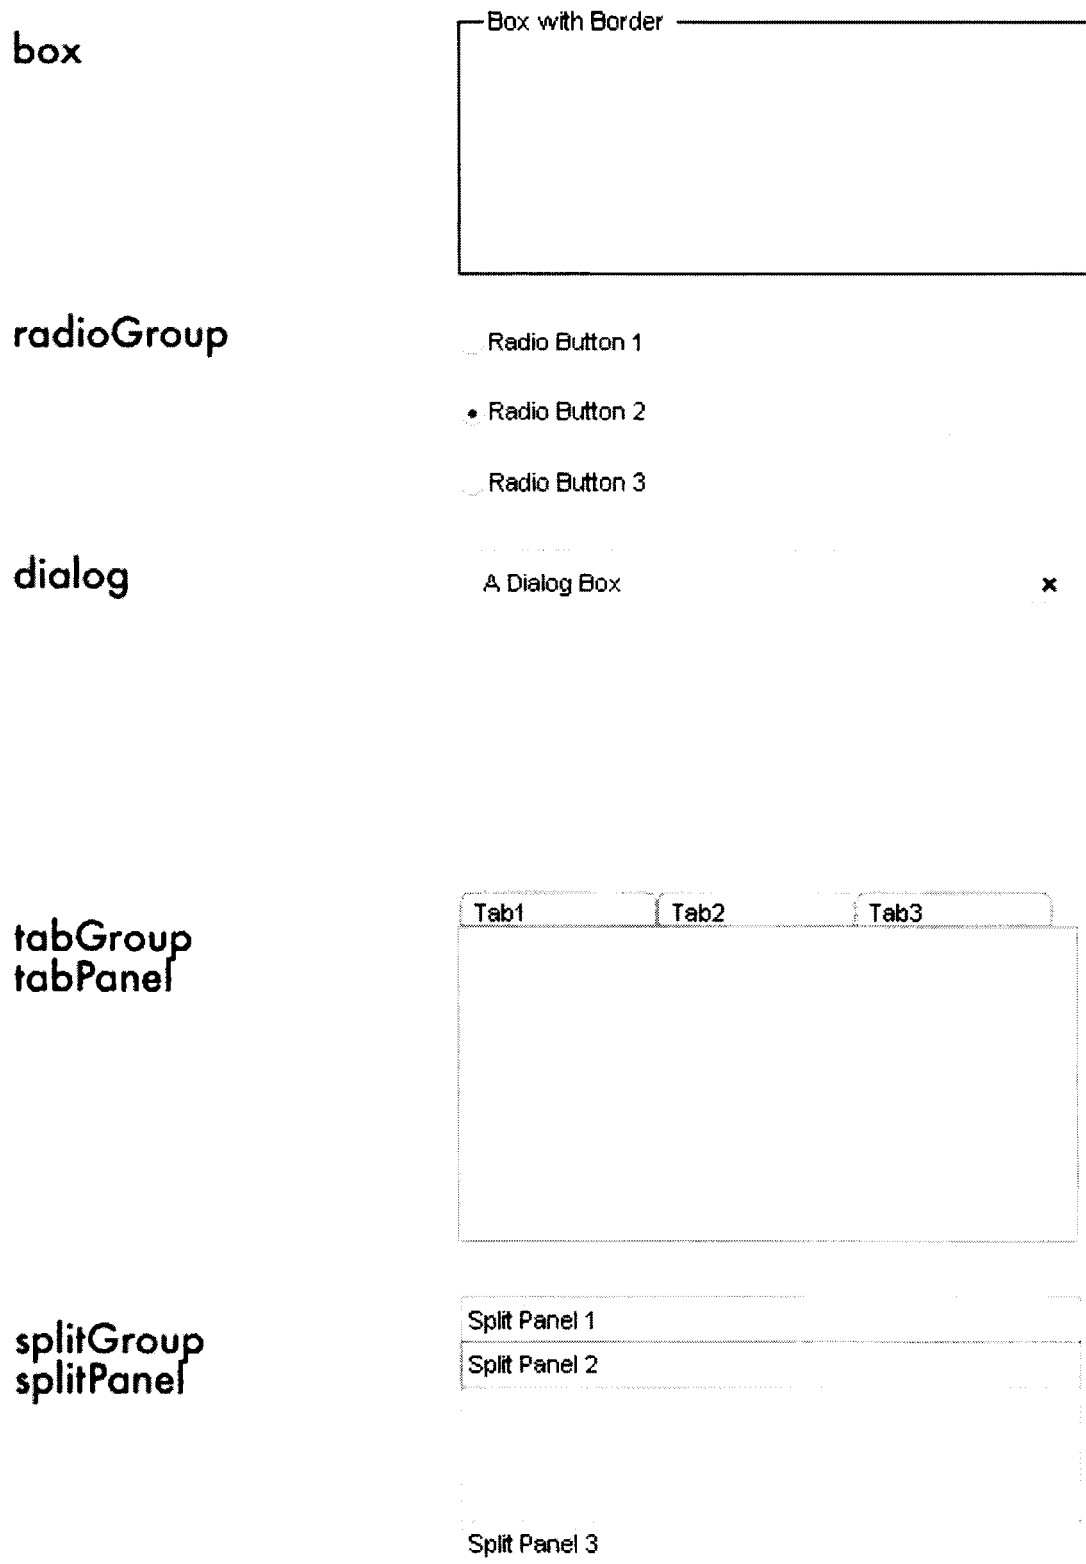 box
Box with Border
radioGroup
Radio Button 1
Radio Button 2
Radio Button 3
dialog
A Dialog Box
tabGroup
tabPanel
Tab1
Tab2
Tab3
splitGroup
splitPanel
Split Panel 1
Split Panel 2
Split Panel 3